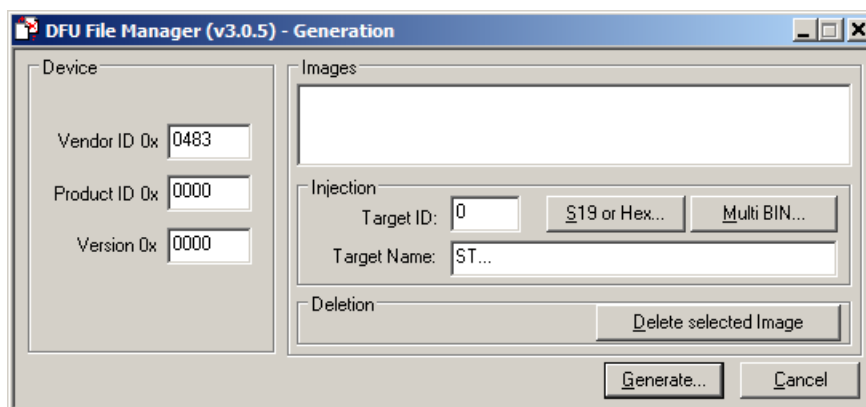 DFU File Manager (v3.0.5) - Generation
Device
Vendor ID 0x 0483
Product ID 0x 0000
Version 0x 0000
Images
Injection
Target ID: 0 S19 or Hex... Multi BIN...
Target Name: ST...
Deletion
Delete selected Image
Generate... Cancel